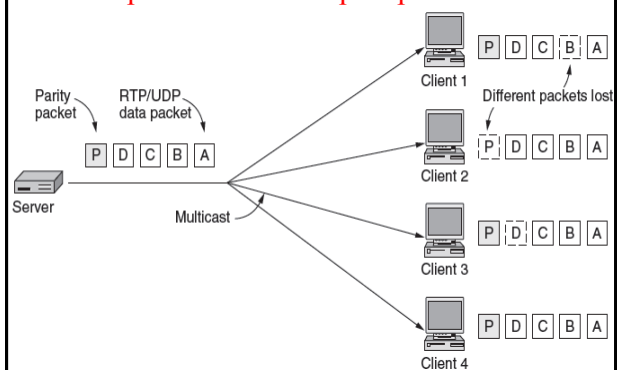 P D C B A
Client 1
Parity
packet
RTP/UDP
data packet
Different packets lost
P D C B A
P D C B A
Client 2
Server
Multicast
P D C B A
Client 3
P D C B A
Client 4